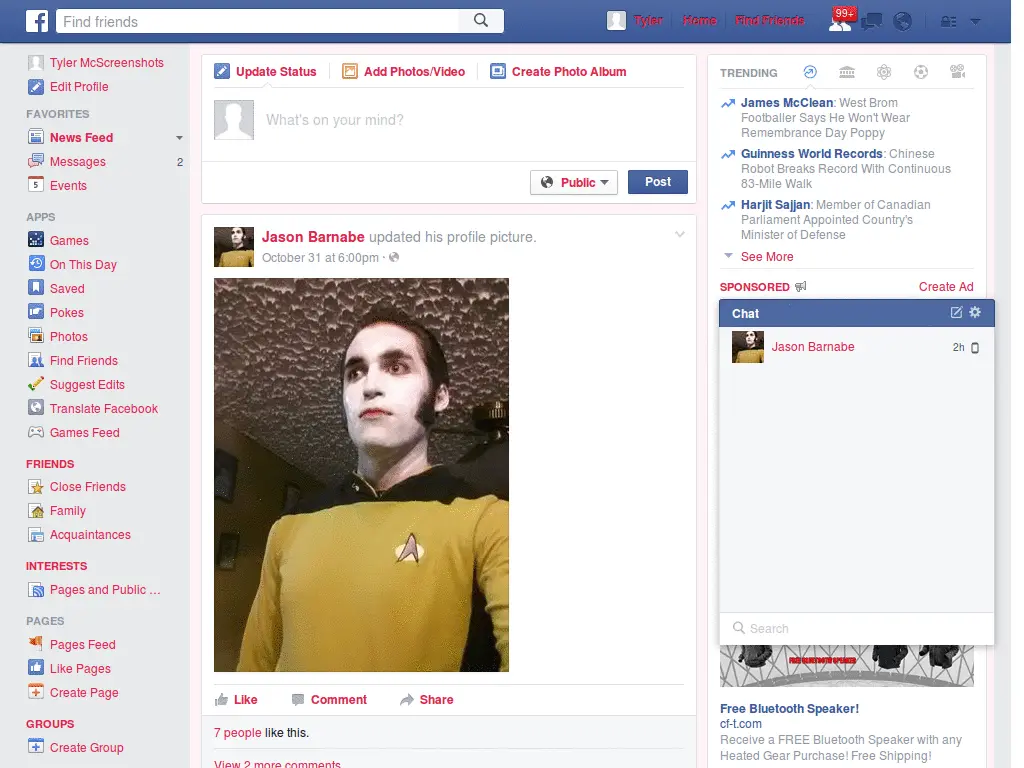 Find friends
Tyler
Home
Find Friends
99+
Tyler McScreenshots
Edit Profile
FAVORITES
News Feed
Messages
2
5
Events
APPS
Games
On This Day
Saved
Pokes
Photos
Find Friends
Suggest Edits
Translate Facebook
Games Feed
FRIENDS
Close Friends
Family
Acquaintances
INTERESTS
Pages and Public ...
PAGES
Pages Feed
Like Pages
Create Page
GROUPS
Create Group
Update Status
Add Photos/Video
Create Photo Album
What's on your mind?
Public
Post
Jason Barnabe updated his profile picture.
October 31 at 6:00pm ·
Like
Comment
Share
7 people like this.
View 2 more comments
TRENDING
James McClean: West Brom
Footballer Says He Won't Wear
Remembrance Day Poppy
Guinness World Records: Chinese
Robot Breaks Record With Continuous
83-Mile Walk
Harjit Sajjan: Member of Canadian
Parliament Appointed Country's
Minister of Defense
See More
SPONSORED
Create Ad
Chat
Jason Barnabe
2h
Search
FREE BLUETOOTH SPEAKER
Free Bluetooth Speaker!
cf-t.com
Receive a FREE Bluetooth Speaker with any
Heated Gear Purchase! Free Shipping!